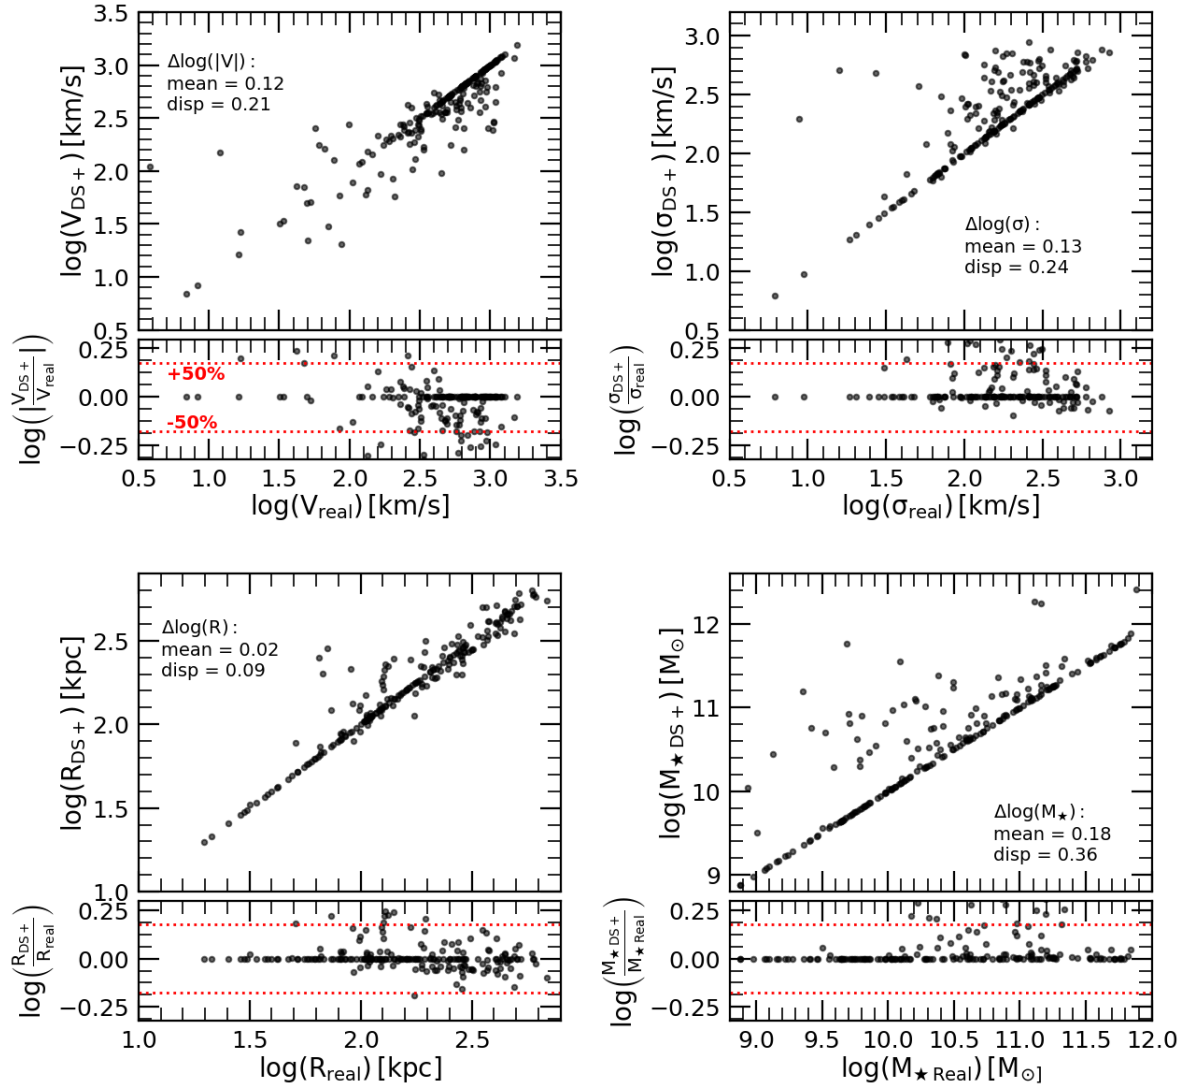 3.5
3.0
2.5
2.0
1.5
1.0
0.5
log(V_DS+) [km/s]
Δlog(|V|) :
mean = 0.12
disp = 0.21
0.25
0.00
−0.25
log(|V_DS+/V_real|)
+50%
-50%
0.5 1.0 1.5 2.0 2.5 3.0 3.5
log(V_real) [km/s]
3.0
2.5
2.0
1.5
1.0
0.5
log(σ_DS+) [km/s]
Δlog(σ) :
mean = 0.13
disp = 0.24
0.25
0.00
−0.25
log(σ_DS+/σ_real)
0.5 1.0 1.5 2.0 2.5 3.0
log(σ_real) [km/s]
2.5
2.0
1.5
1.0
log(R_DS+) [kpc]
Δlog(R) :
mean = 0.02
disp = 0.09
0.25
0.00
−0.25
log(R_DS+/R_real)
1.0 1.5 2.0 2.5
log(R_real) [kpc]
12
11
10
9
log(M_★ DS+) [M_⊙]
Δlog(M_★) :
mean = 0.18
disp = 0.36
0.25
0.00
−0.25
log(M_★ DS+/M_★ Real)
9.0 9.5 10.0 10.5 11.0 11.5 12.0
log(M_★ Real) [M_⊙]